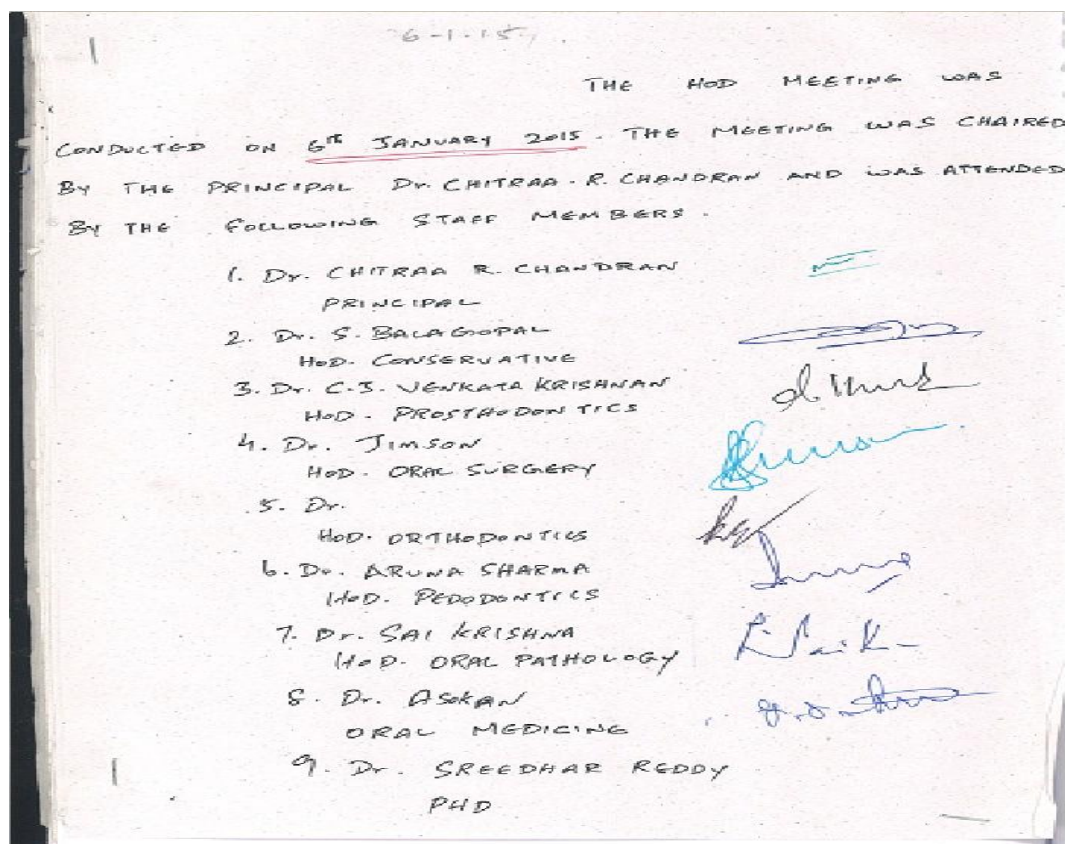 6-1-15
THE HOD MEETING WAS
CONDUCTED ON 6th JANUARY 2015. THE MEETING WAS CHAIRED
BY THE PRINCIPAL Dr. CHITRAA. R. CHANDRAN AND WAS ATTENDED
BY THE FOLLOWING STAFF MEMBERS.
1. Dr. CHITRAA R. CHANDRAN
PRINCIPAL
2. Dr. S. BALAGOPAL
HOD. CONSERVATIVE
3. Dr. C.S. VENKATA KRISHNAN
HOD. PROSTHODONTICS
4. Dr. JIMSON
HOD. ORAL SURGERY
5. Dr.
HOD. ORTHODONTICS
6. Dr. ARUNA SHARMA
HOD. PEDODONTICS
7. Dr. SAI KRISHNA
HOD. ORAL PATHOLOGY
8. Dr. ASOKAN
ORAL MEDICINE
9. Dr. SREEDHAR REDDY
PHD